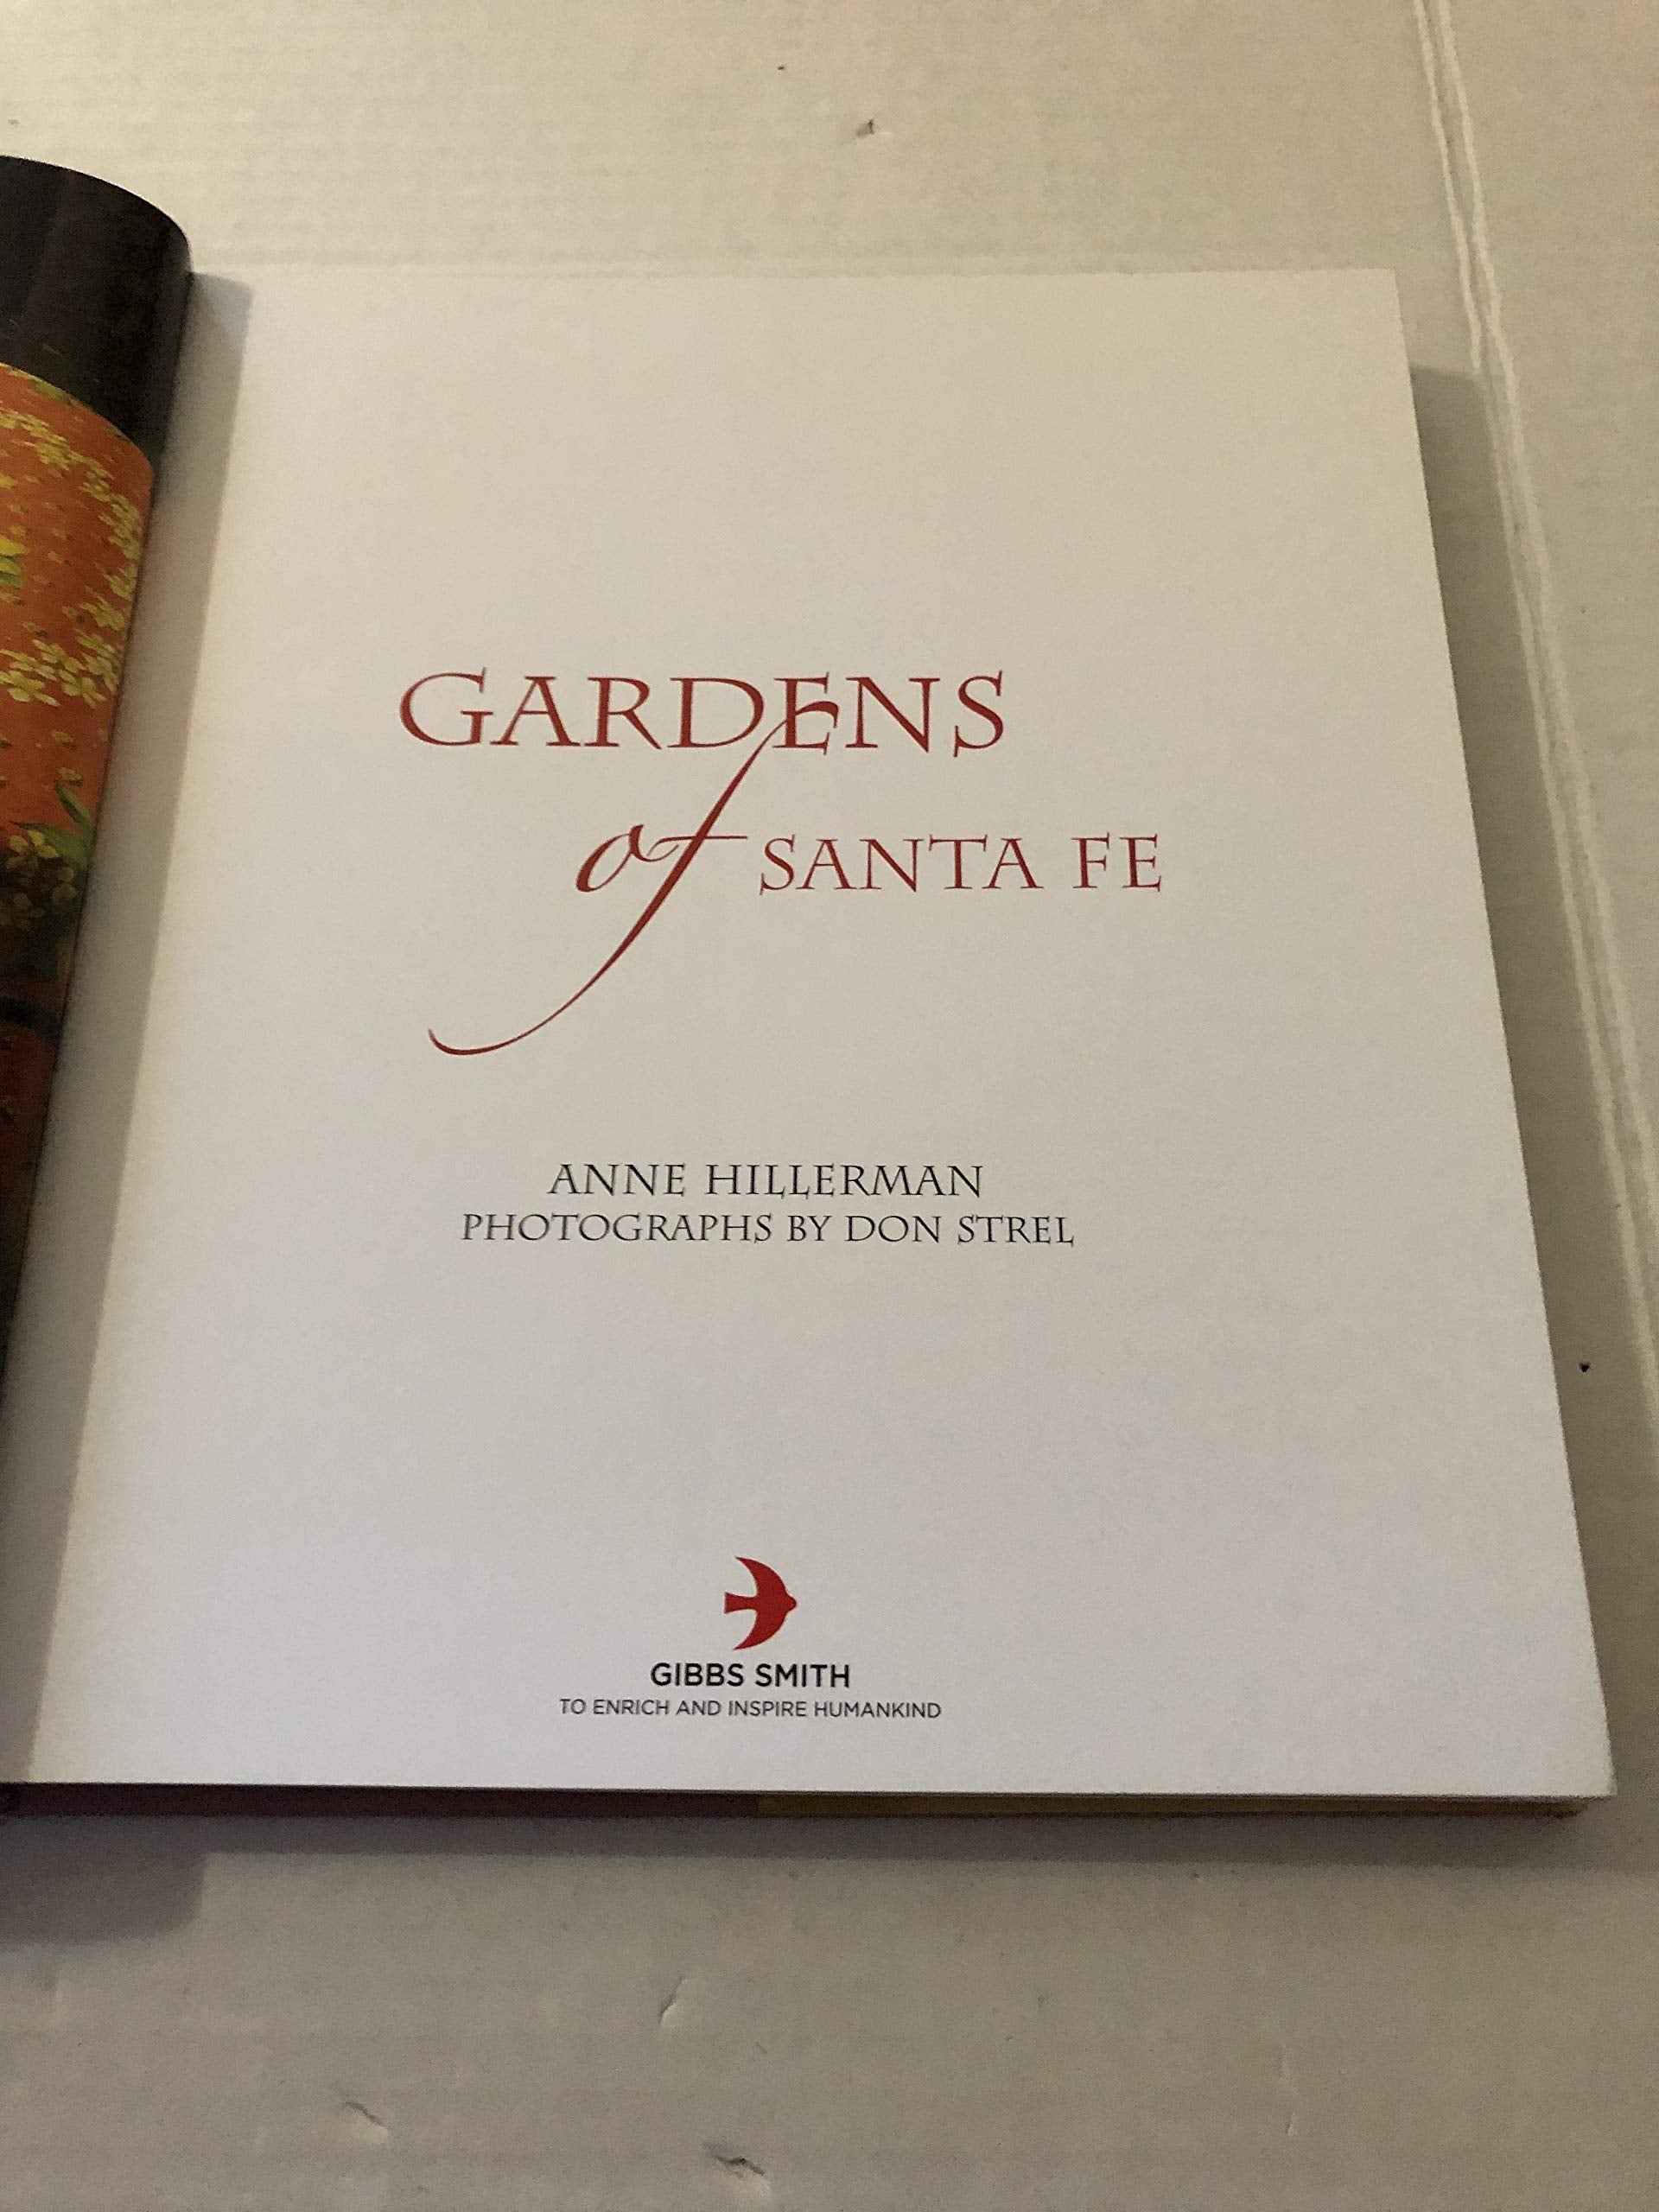 GARDENS
of SANTA FE
ANNE HILLERMAN
PHOTOGRAPHS BY DON STREL
GIBBS SMITH
TO ENRICH AND INSPIRE HUMANKIND